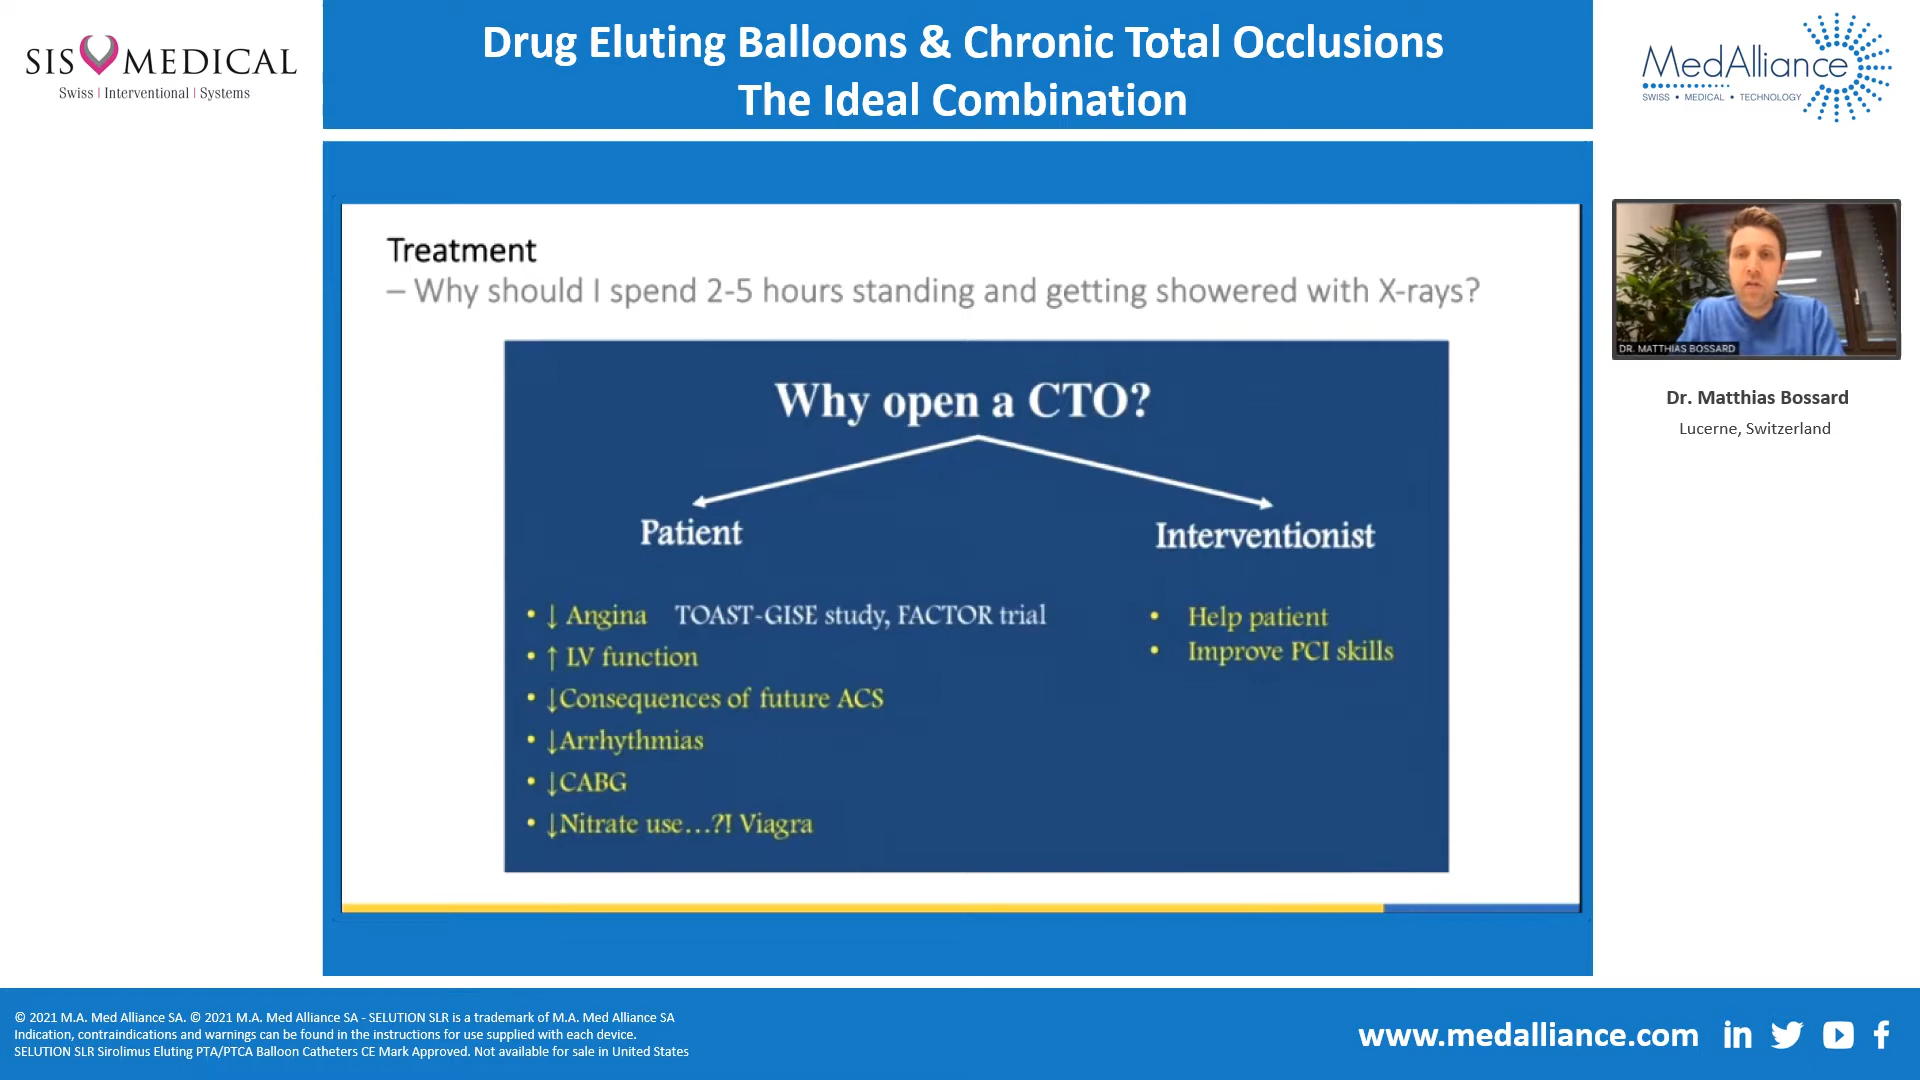 SIS MEDICAL
Swiss | Interventional | Systems
Drug Eluting Balloons & Chronic Total Occlusions
The Ideal Combination
MedAlliance
SWISS • MEDICAL • TECHNOLOGY
Treatment
– Why should I spend 2-5 hours standing and getting showered with X-rays?
Why open a CTO?
Patient
• ↓ Angina TOAST-GISE study, FACTOR trial
• ↑ LV function
• ↓Consequences of future ACS
• ↓Arrhythmias
• ↓CABG
• ↓Nitrate use…?! Viagra
Interventionist
• Help patient
• Improve PCI skills
DR. MATTHIAS BOSSARD
Dr. Matthias Bossard
Lucerne, Switzerland
© 2021 M.A. Med Alliance SA. © 2021 M.A. Med Alliance SA - SELUTION SLR is a trademark of M.A. Med Alliance SA
Indication, contraindications and warnings can be found in the instructions for use supplied with each device.
SELUTION SLR Sirolimus Eluting PTA/PTCA Balloon Catheters CE Mark Approved. Not available for sale in United States
www.medalliance.com